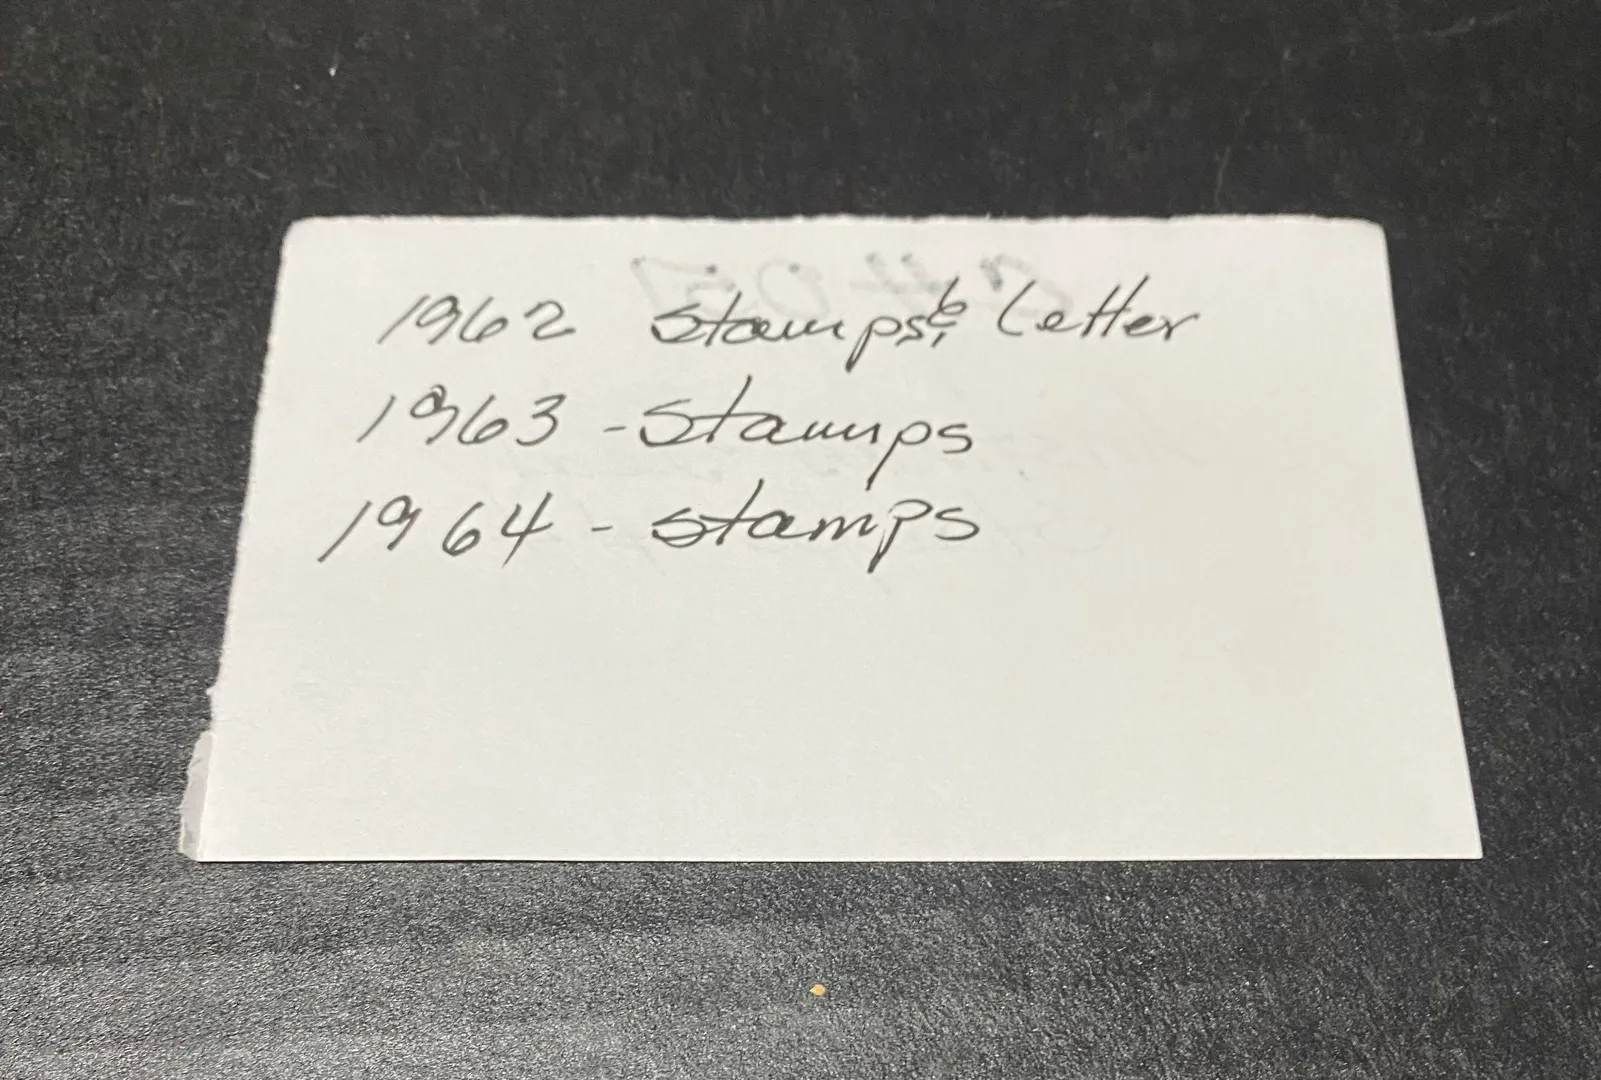 1962 Stamps & Letter
1963 - Stamps
1964 - Stamps